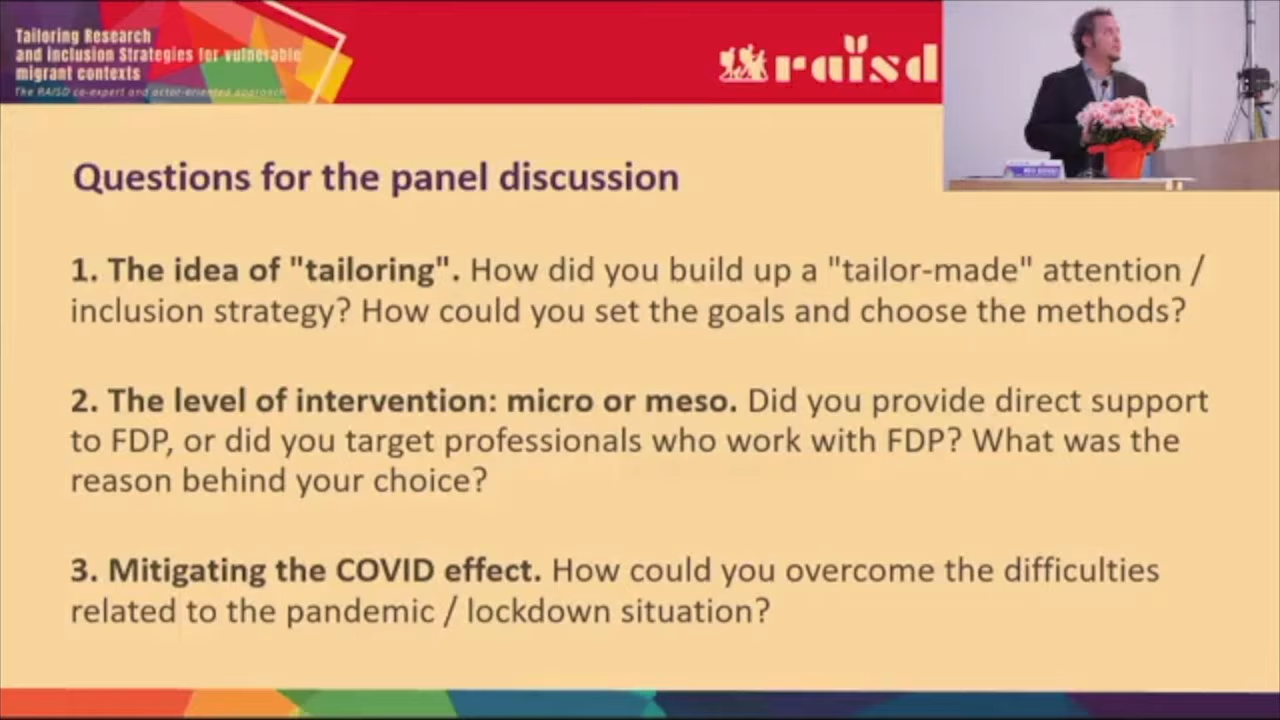 Tailoring Research
and Inclusion Strategies for vulnerable
migrant contexts
The RAISD co-expert and actor-oriented approach
raisd
Questions for the panel discussion
1. The idea of "tailoring". How did you build up a "tailor-made" attention /
inclusion strategy? How could you set the goals and choose the methods?
2. The level of intervention: micro or meso. Did you provide direct support
to FDP, or did you target professionals who work with FDP? What was the
reason behind your choice?
3. Mitigating the COVID effect. How could you overcome the difficulties
related to the pandemic / lockdown situation?